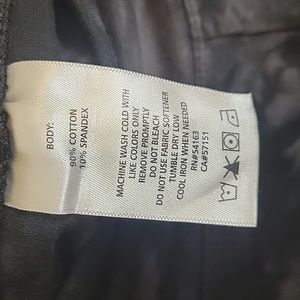 BODY:
90% COTTON
10% SPANDEX
MACHINE WASH COLD WITH
LIKE COLORS ONLY
REMOVE PROMPTLY
DO NOT BLEACH
DO NOT USE FABRIC SOFTENER
TUMBLE DRY LOW
COOL IRON WHEN NEEDED
RN#54163
CA#57151